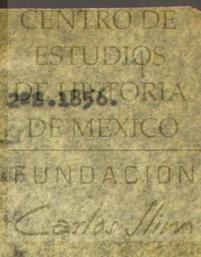 CENTRO DE
ESTUDIOS
DE HISTORIA
2-S.1856.
DE MEXICO
FUNDACION
Carlos Slim